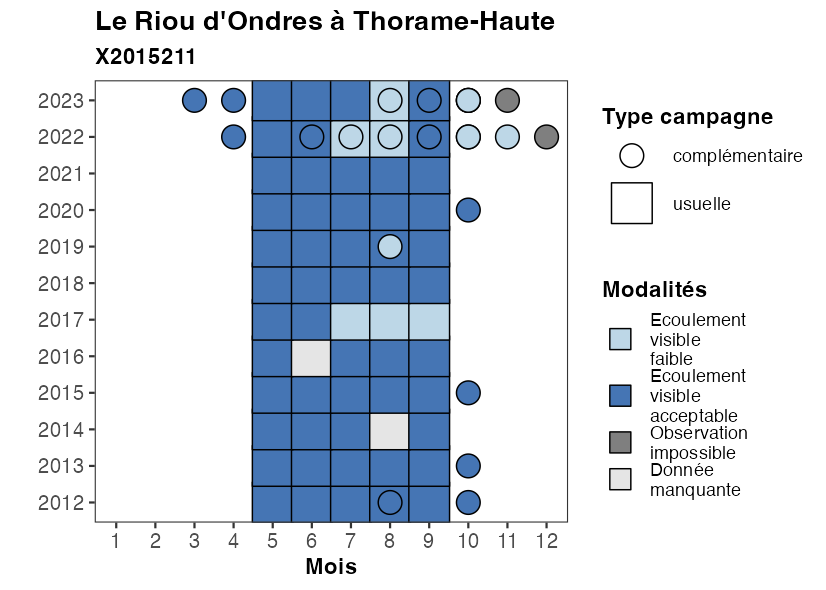 Le Riou d'Ondres à Thorame-Haute
X2015211
2023
2022
2021
2020
2019
2018
2017
2016
2015
2014
2013
2012
1 2 3 4 5 6 7 8 9 10 11 12
Mois
Type campagne
complémentaire
usuelle
Modalités
Ecoulement
visible
faible
Ecoulement
visible
acceptable
Observation
impossible
Donnée
manquante